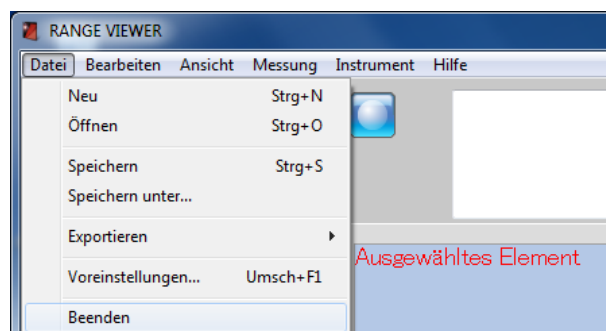 RANGE VIEWER
Datei Bearbeiten Ansicht Messung Instrument Hilfe
Neu Strg+N
Öffnen Strg+O
Speichern Strg+S
Speichern unter...
Exportieren
Voreinstellungen... Umsch+F1
Beenden
Ausgewähltes Element